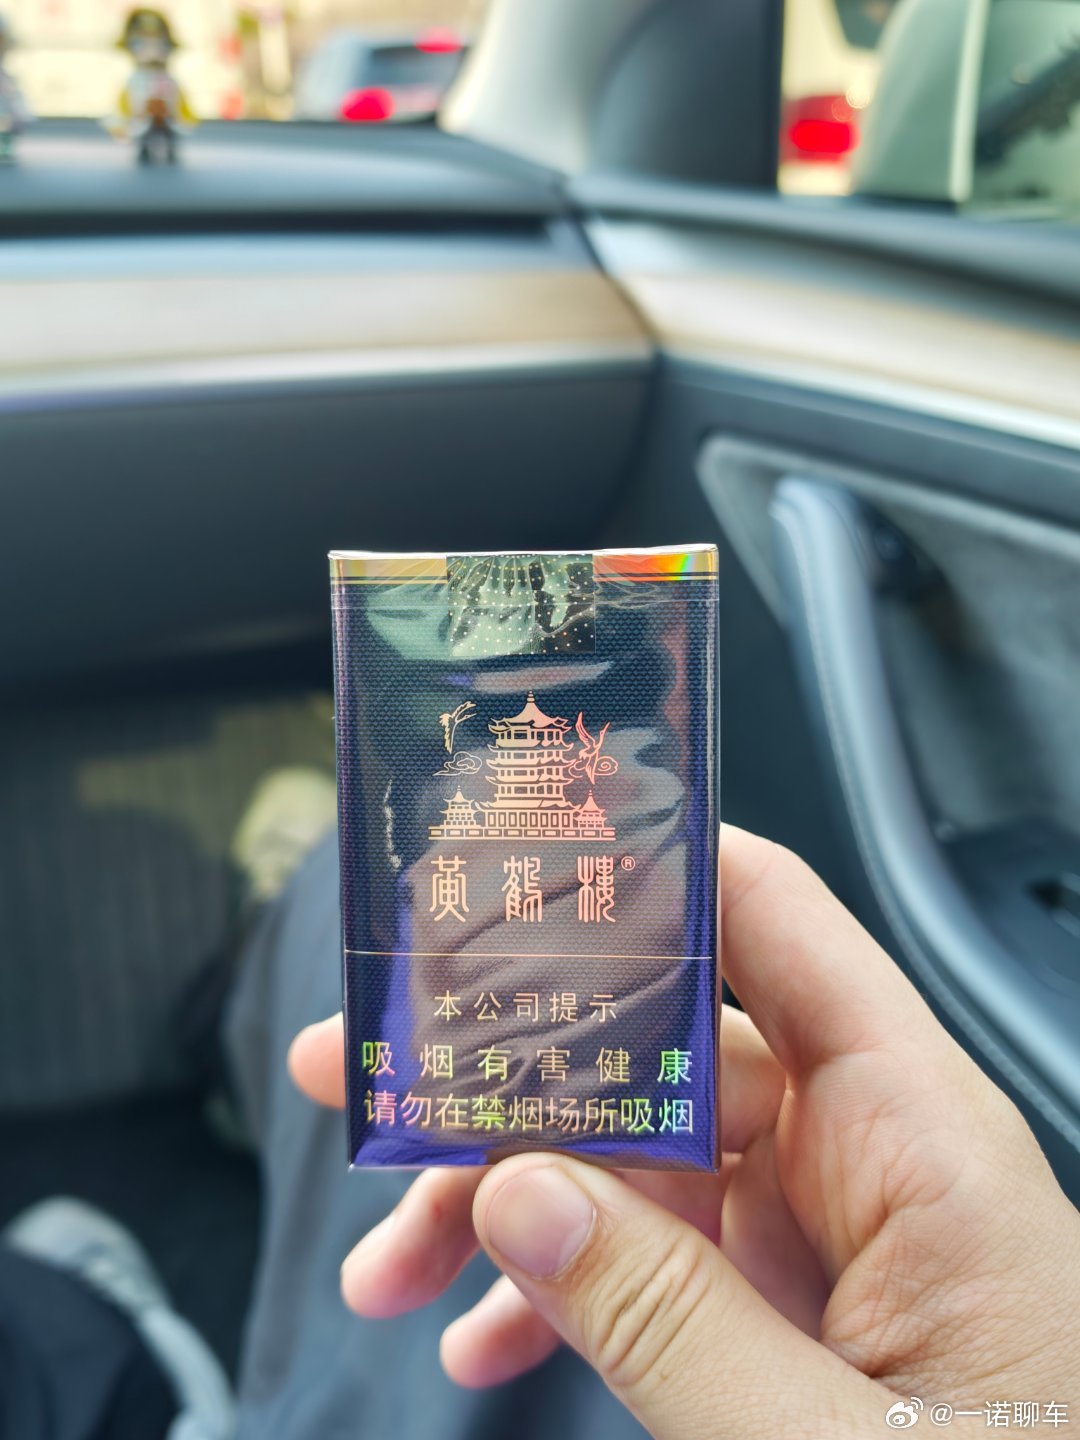 黄鹤楼®
本公司提示
吸烟有害健康
请勿在禁烟场所吸烟
@一诺聊车